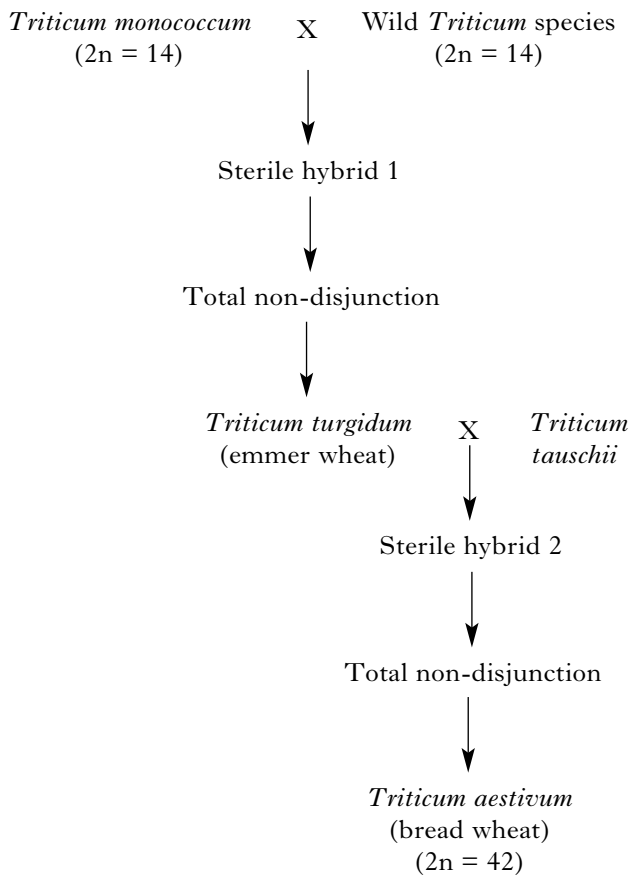 Triticum monococcum X Wild Triticum species
(2n = 14) (2n = 14)
Sterile hybrid 1
Total non-disjunction
Triticum turgidum X Triticum
(emmer wheat) tauschii
Sterile hybrid 2
Total non-disjunction
Triticum aestivum
(bread wheat)
(2n = 42)